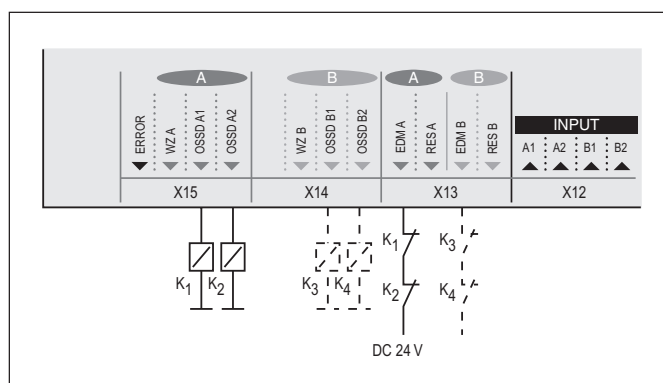 A B A B
ERROR WZ A OSSD A1 OSSD A2 WZ B OSSD B1 OSSD B2 EDM A RES A EDM B RES B
INPUT
A1 A2 B1 B2
X15 X14 X13 X12
K1 K2 K3 K4 K1 K3
K2 K4
DC 24 V